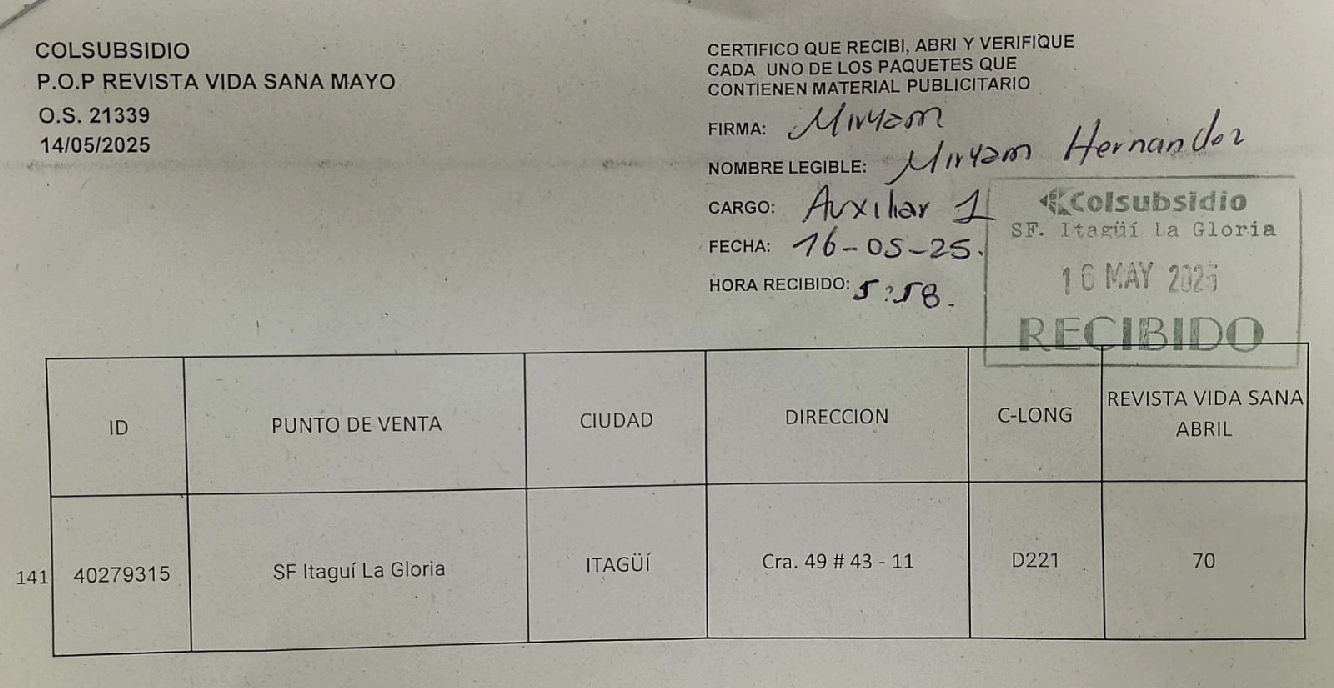 COLSUBSIDIO
P.O.P REVISTA VIDA SANA MAYO
O.S. 21339
14/05/2025
CERTIFICO QUE RECIBI, ABRI Y VERIFIQUE
CADA UNO DE LOS PAQUETES QUE
CONTIENEN MATERIAL PUBLICITARIO
FIRMA: Miryam
NOMBRE LEGIBLE: Miryam Hernandez
CARGO: Auxiliar 1
FECHA: 16-05-25.
HORA RECIBIDO: 5:58.
Colsubsidio
SF. Itagüí La Gloria
16 MAY 2025
RECIBIDO
ID PUNTO DE VENTA CIUDAD DIRECCION C-LONG REVISTA VIDA SANA
ABRIL
141 40279315 SF Itaguí La Gloria ITAGÜÍ Cra. 49 # 43 - 11 D221 70